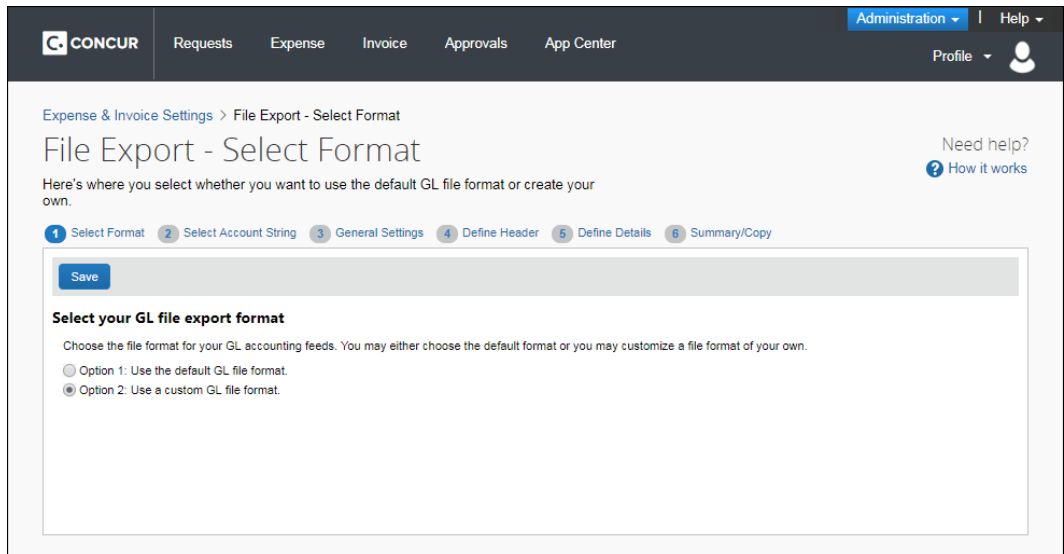 Administration | Help
C. CONCUR Requests Expense Invoice Approvals App Center
Profile
Expense & Invoice Settings > File Export - Select Format
File Export - Select Format
Need help?
? How it works
Here's where you select whether you want to use the default GL file format or create your
own.
1 Select Format 2 Select Account String 3 General Settings 4 Define Header 5 Define Details 6 Summary/Copy
Save
Select your GL file export format
Choose the file format for your GL accounting feeds. You may either choose the default format or you may customize a file format of your own.
Option 1: Use the default GL file format.
Option 2: Use a custom GL file format.